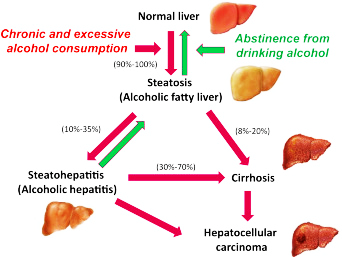 Normal liver
Chronic and excessive
alcohol consumption
Abstinence from
drinking alcohol
(90%-100%)
Steatosis
(Alcoholic fatty liver)
(10%-35%)
(8%-20%)
(30%-70%)
Steatohepatitis
(Alcoholic hepatitis)
Cirrhosis
Hepatocellular
carcinoma